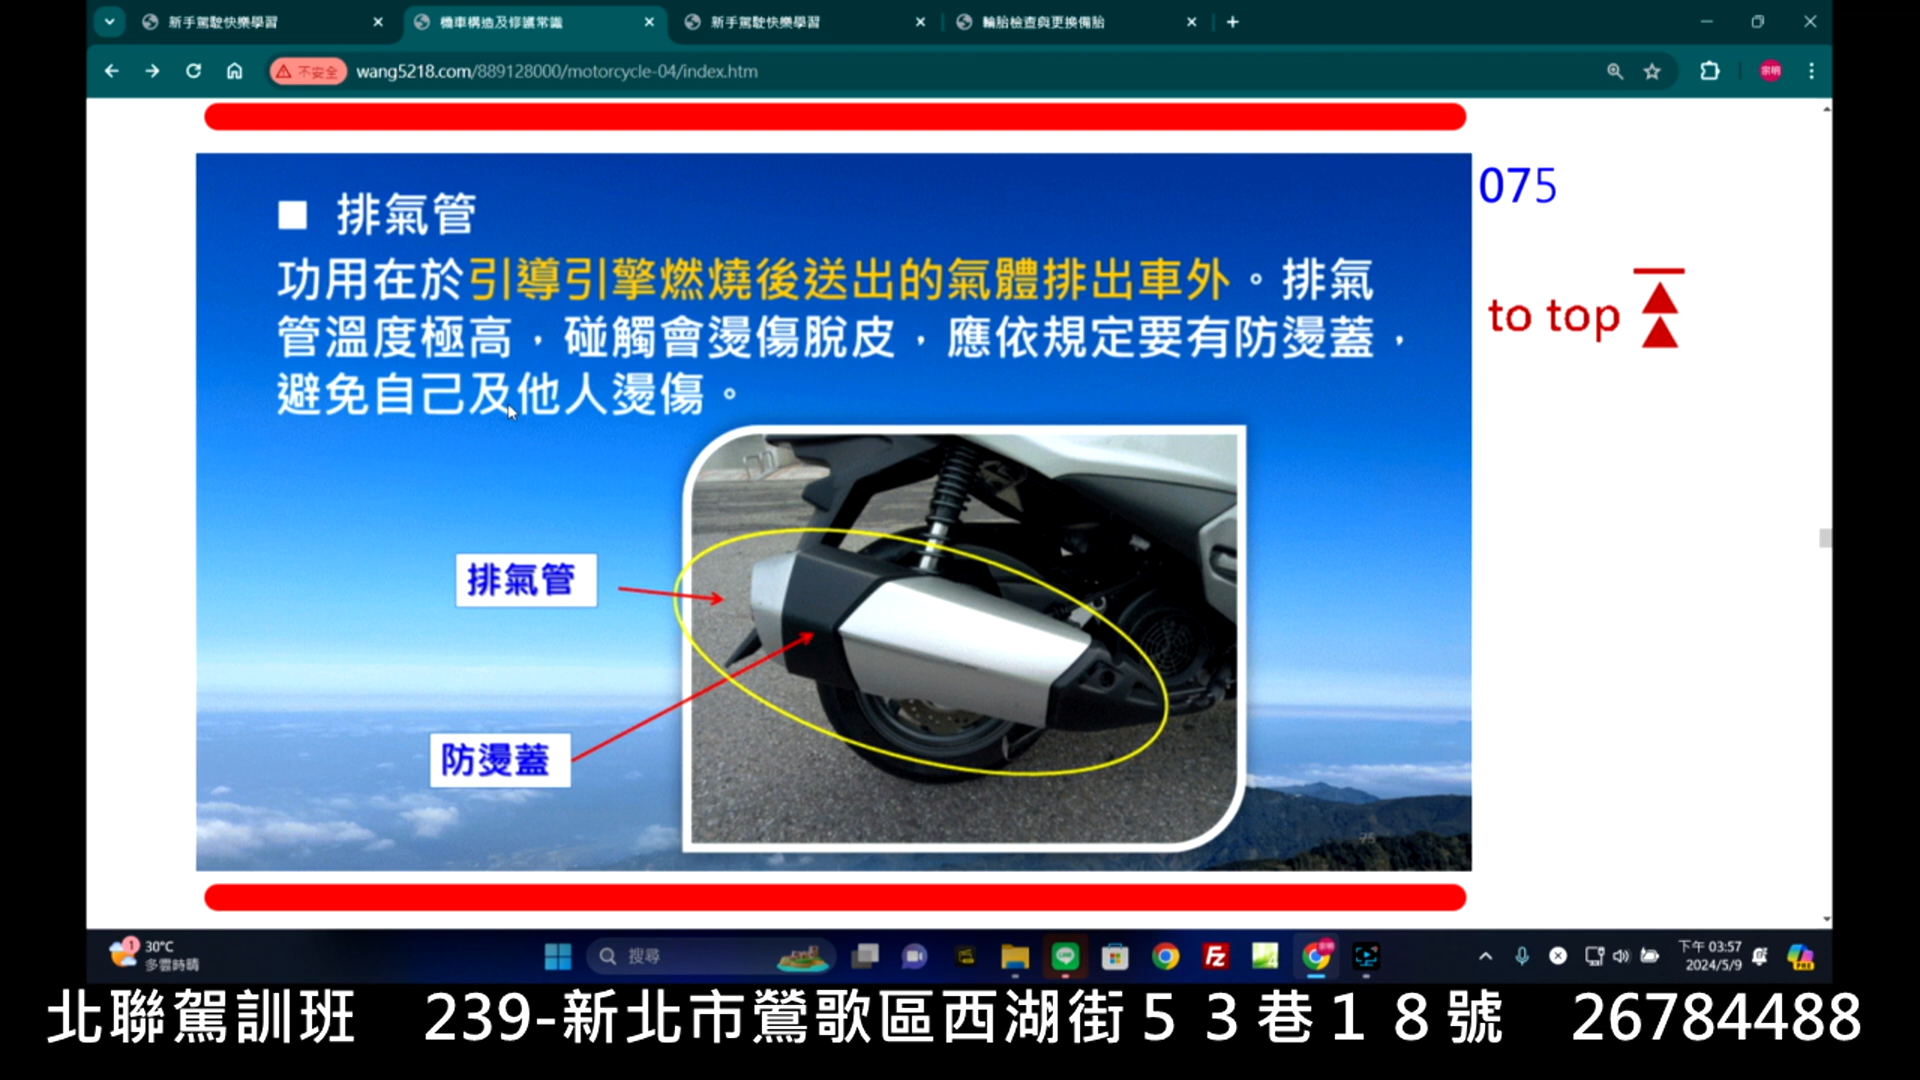 新手駕駛快樂學習
機車構造及修護常識
新手駕駛快樂學習
輪胎檢查與更換備胎
不安全
wang5218.com/889128000/motorcycle-04/index.htm
宗明
075
to top
■ 排氣管
功用在於引導引擎燃燒後送出的氣體排出車外。排氣
管溫度極高，碰觸會燙傷脫皮，應依規定要有防燙蓋，
避免自己及他人燙傷。
排氣管
防燙蓋
75
1
30°C
多雲時晴
搜尋
下午 03:57
2024/5/9
北聯駕訓班 239-新北市鶯歌區西湖街５３巷１８號 26784488